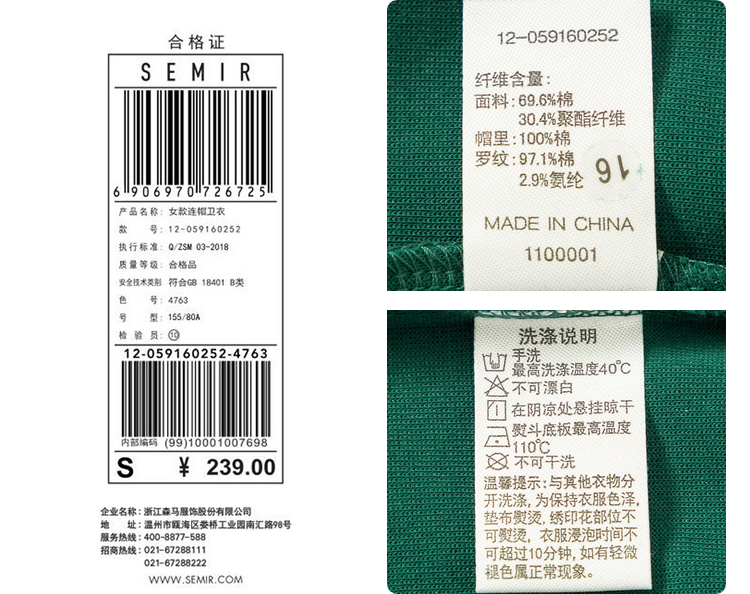 合格证
SEMIR
6 906970 726725
产品名称: 女款连帽卫衣
款 号: 12-059160252
执行标准: Q/ZSM 03-2018
质量等级: 合格品
安全技术类别 符合GB 18401 B类
色 号: 4763
号 型: 155/80A
检 验 员: ⑩
12-059160252-4763
内部编码 (99)10001007698
S ¥ 239.00
企业名称: 浙江森马服饰股份有限公司
地 址: 温州市瓯海区娄桥工业园南汇路98号
服务热线: 400-8877-588
招商热线: 021-67288111
021-67288222
WWW.SEMIR.COM
12-059160252
纤维含量:
面料: 69.6%棉
30.4%聚酯纤维
帽里: 100%棉
罗纹: 97.1%棉
2.9%氨纶
16
MADE IN CHINA
1100001
洗涤说明
手洗
最高洗涤温度40℃
不可漂白
在阴凉处悬挂晾干
熨斗底板最高温度
110℃
不可干洗
温馨提示: 与其他衣物分
开洗涤, 为保持衣服色泽,
垫布熨烫, 绣印花部位不
可熨烫, 衣服浸泡时间不
可超过10分钟, 如有轻微
褪色属正常现象。